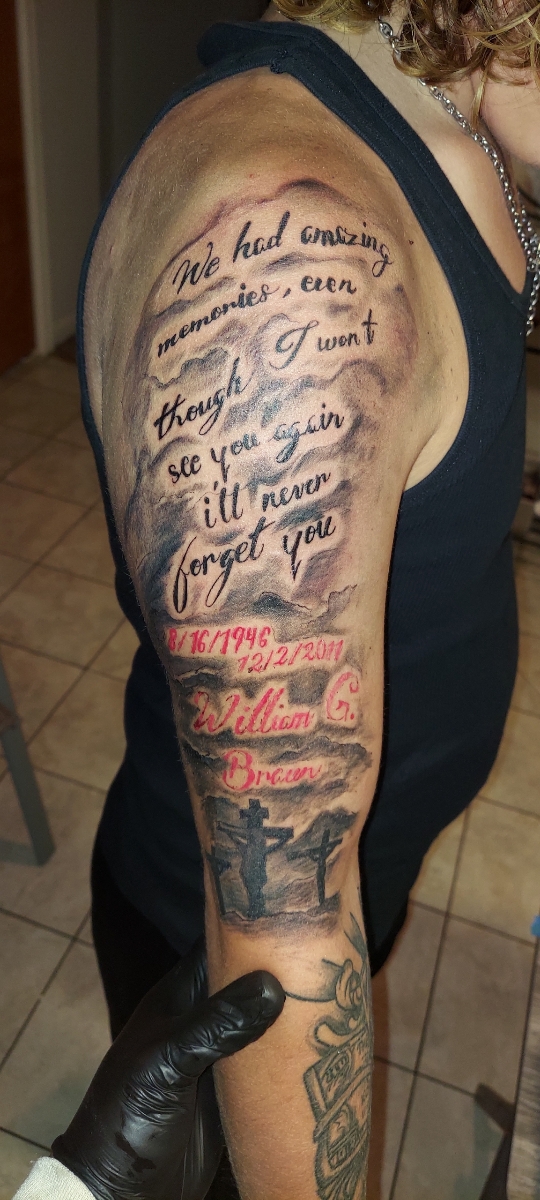 We had amazing
memories, even
though I won't
see you again
i'll never
forget you
8/16/1946
12/2/2011
William G.
Braun